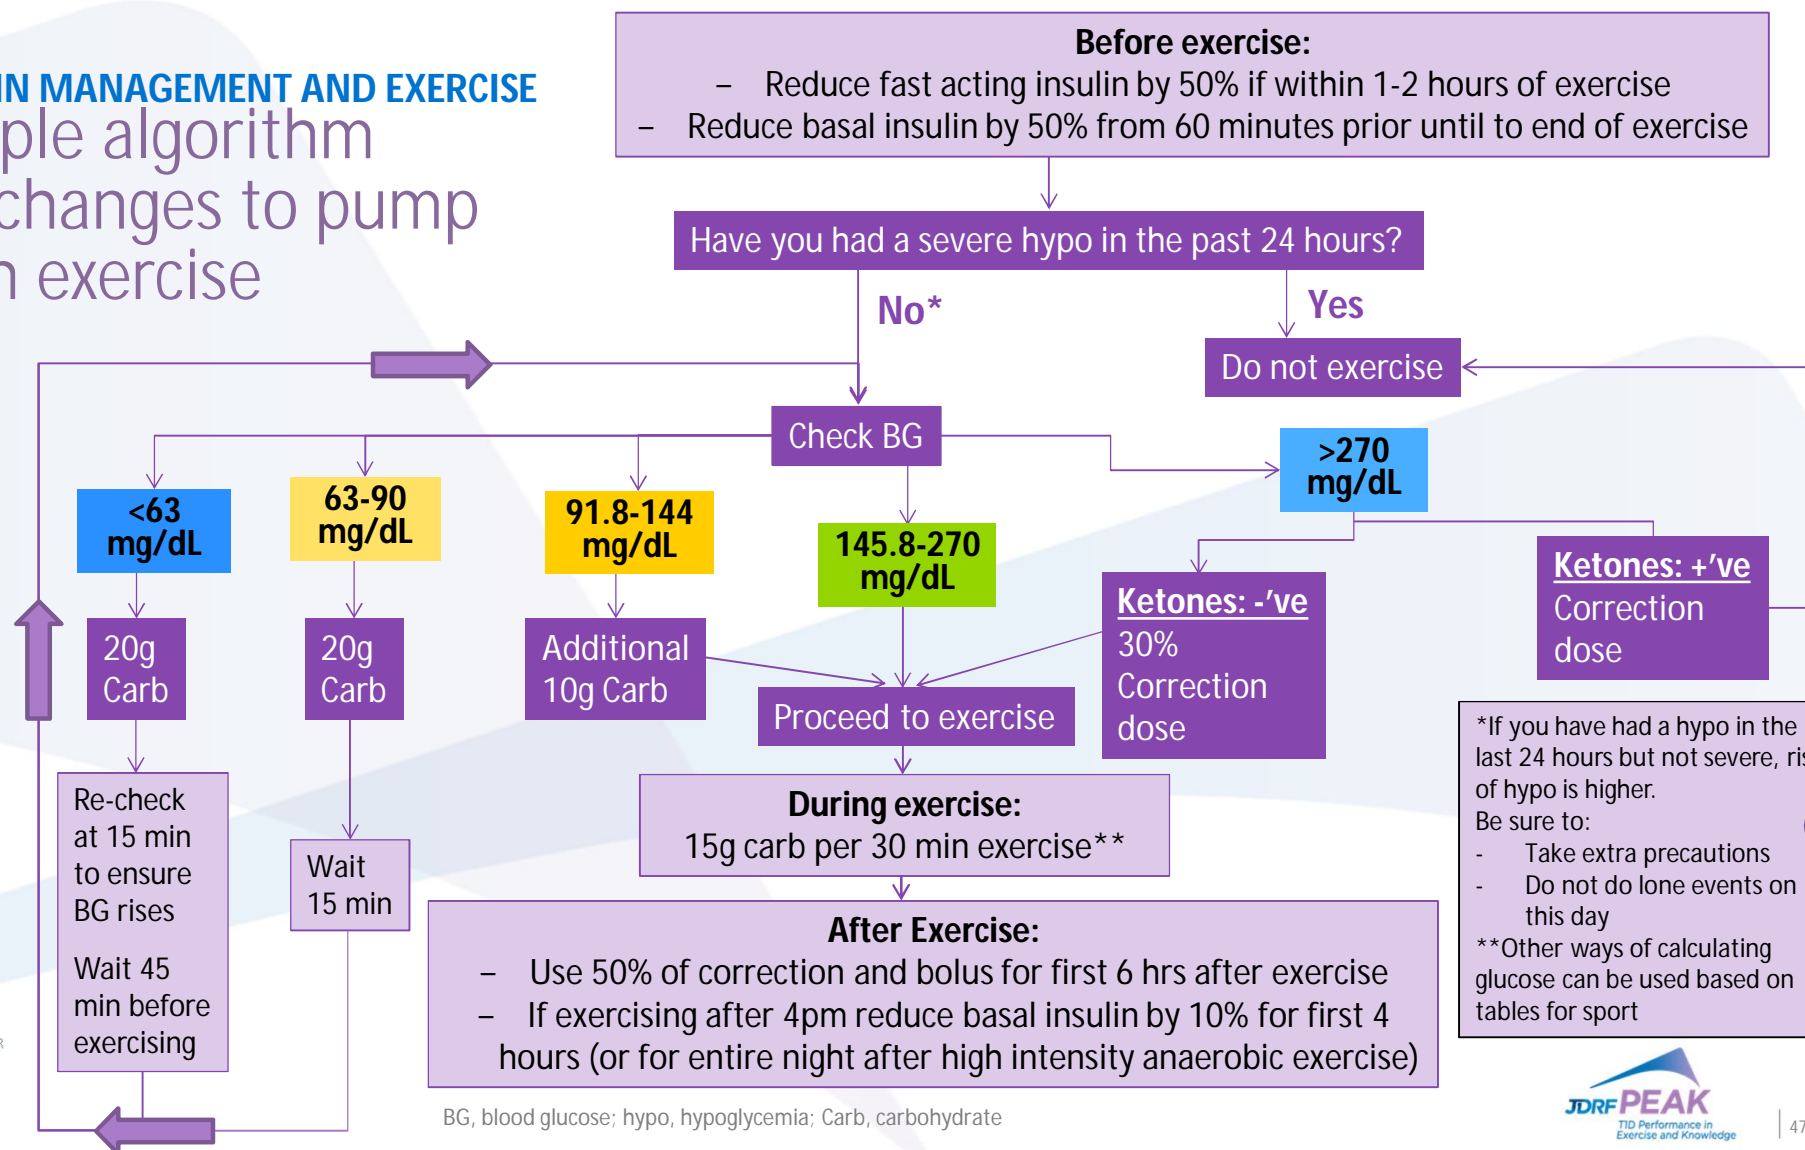 IN MANAGEMENT AND EXERCISE
ple algorithm
changes to pump
n exercise
Before exercise:
– Reduce fast acting insulin by 50% if within 1-2 hours of exercise
– Reduce basal insulin by 50% from 60 minutes prior until to end of exercise
Have you had a severe hypo in the past 24 hours?
No*
Yes
Do not exercise
Check BG
<63
mg/dL
63-90
mg/dL
91.8-144
mg/dL
145.8-270
mg/dL
>270
mg/dL
20g
Carb
20g
Carb
Additional
10g Carb
Proceed to exercise
Ketones: -’ve
30%
Correction
dose
Ketones: +’ve
Correction
dose
Re-check
at 15 min
to ensure
BG rises
Wait 45
min before
exercising
Wait
15 min
During exercise:
15g carb per 30 min exercise**
After Exercise:
– Use 50% of correction and bolus for first 6 hrs after exercise
– If exercising after 4pm reduce basal insulin by 10% for first 4
hours (or for entire night after high intensity anaerobic exercise)
*If you have had a hypo in the
last 24 hours but not severe, ris
of hypo is higher.
Be sure to:
- Take extra precautions
- Do not do lone events on
this day
**Other ways of calculating
glucose can be used based on
tables for sport
R
BG, blood glucose; hypo, hypoglycemia; Carb, carbohydrate
JDRF PEAK
T1D Performance in
Exercise and Knowledge
47